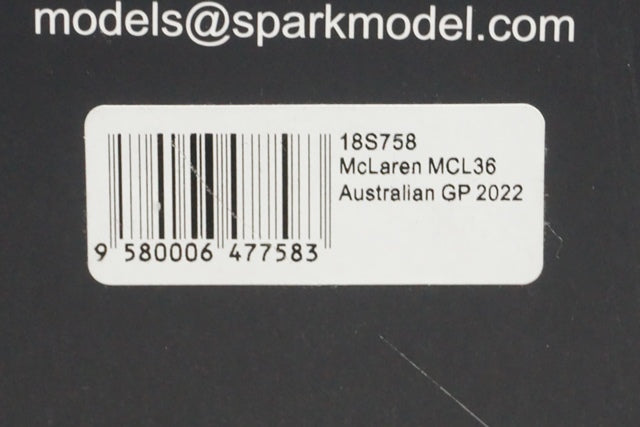 models@sparkmodel.com
18S758
McLaren MCL36
Australian GP 2022
9 580006 477583